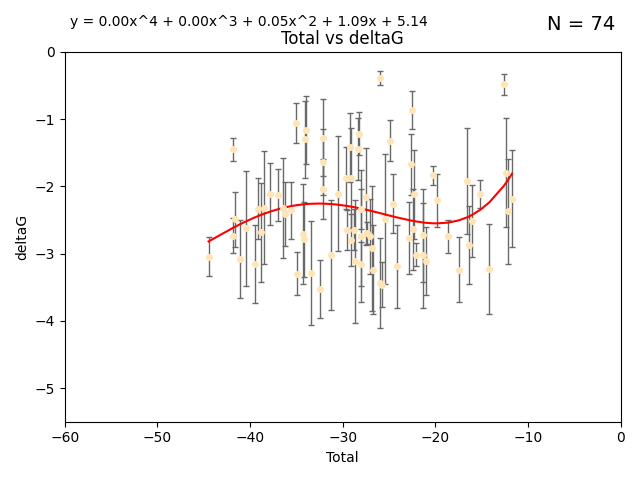 y = 0.00x^4 + 0.00x^3 + 0.05x^2 + 1.09x + 5.14
N = 74
Total vs deltaG
0
−1
−2
−3
−4
−5
deltaG
−60
−50
−40
−30
−20
−10
0
Total